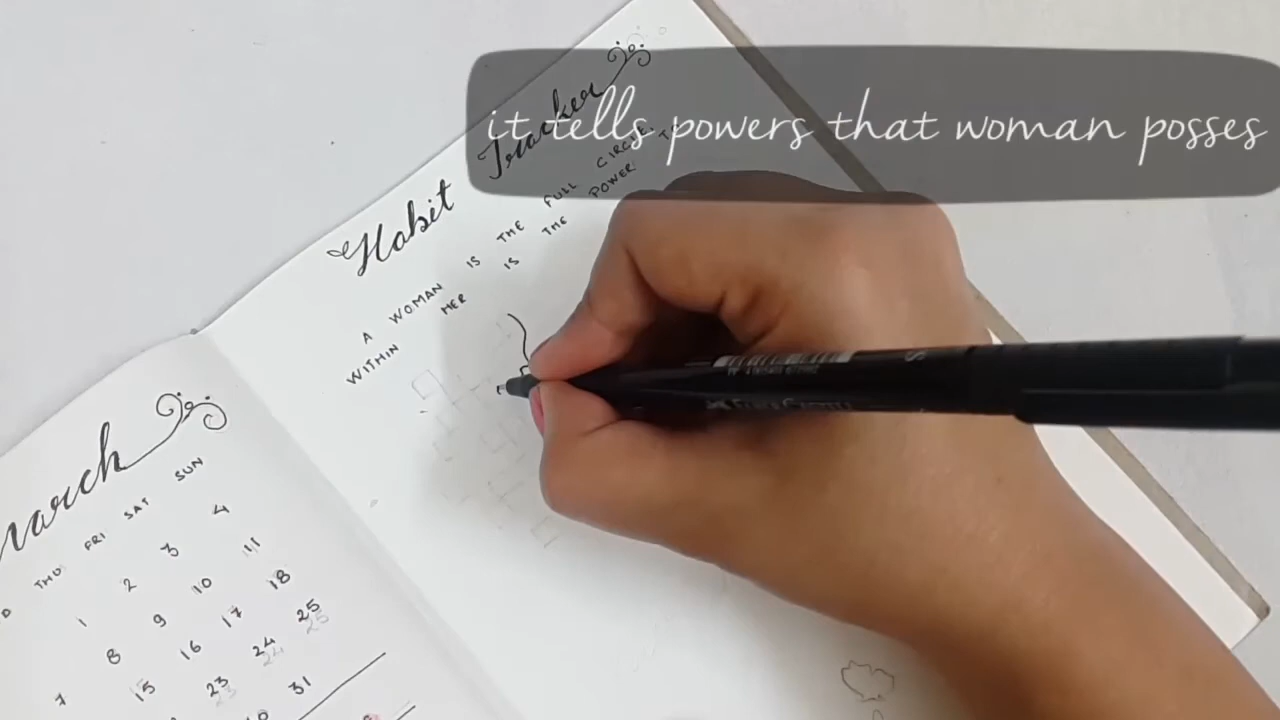 it tells powers that woman posses
Habit Tracker
A WOMAN IS THE FULL CIRCLE.
WITHIN HER IS THE POWER TO
march
THU FRI SAT SUN
1 2 3 4
8 9 10 11
7 15 16 17 18
23 24 25
31